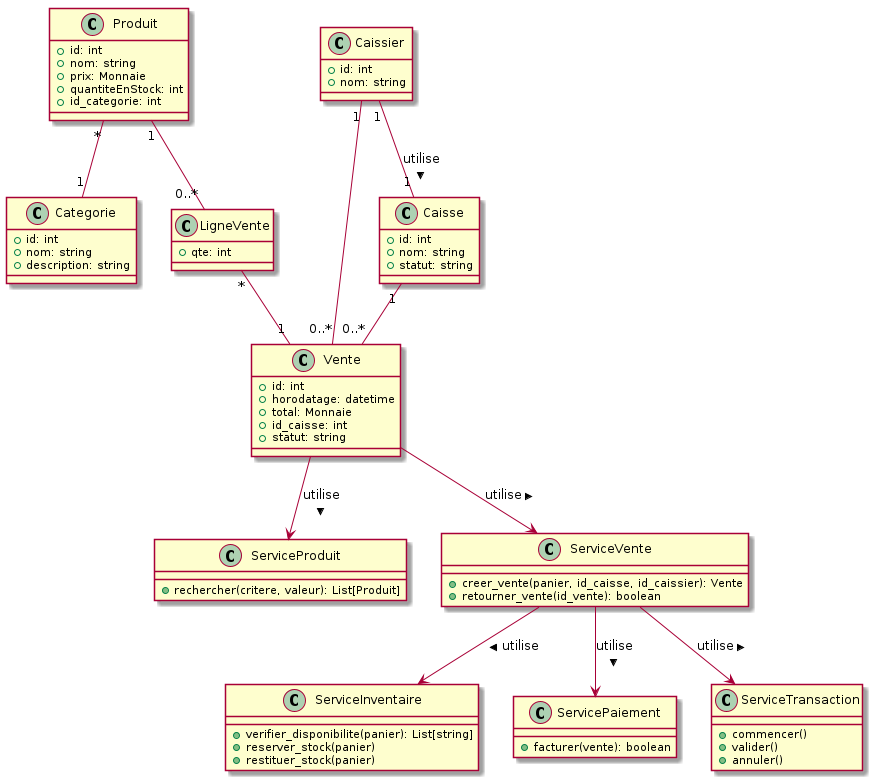 C Produit
id: int
nom: string
prix: Monnaie
quantiteEnStock: int
id_categorie: int
C Caissier
id: int
nom: string
* 1
1 0..*
1 0..*
1 1
utilise
C Categorie
id: int
nom: string
description: string
C LigneVente
qte: int
C Caisse
id: int
nom: string
statut: string
* 1
1 0..*
C Vente
id: int
horodatage: datetime
total: Monnaie
id_caisse: int
statut: string
utilise
utilise
C ServiceProduit
rechercher(critere, valeur): List[Produit]
C ServiceVente
creer_vente(panier, id_caisse, id_caissier): Vente
retourner_vente(id_vente): boolean
utilise
utilise
utilise
C ServiceInventaire
verifier_disponibilite(panier): List[string]
reserver_stock(panier)
restituer_stock(panier)
C ServicePaiement
facturer(vente): boolean
C ServiceTransaction
commencer()
valider()
annuler()